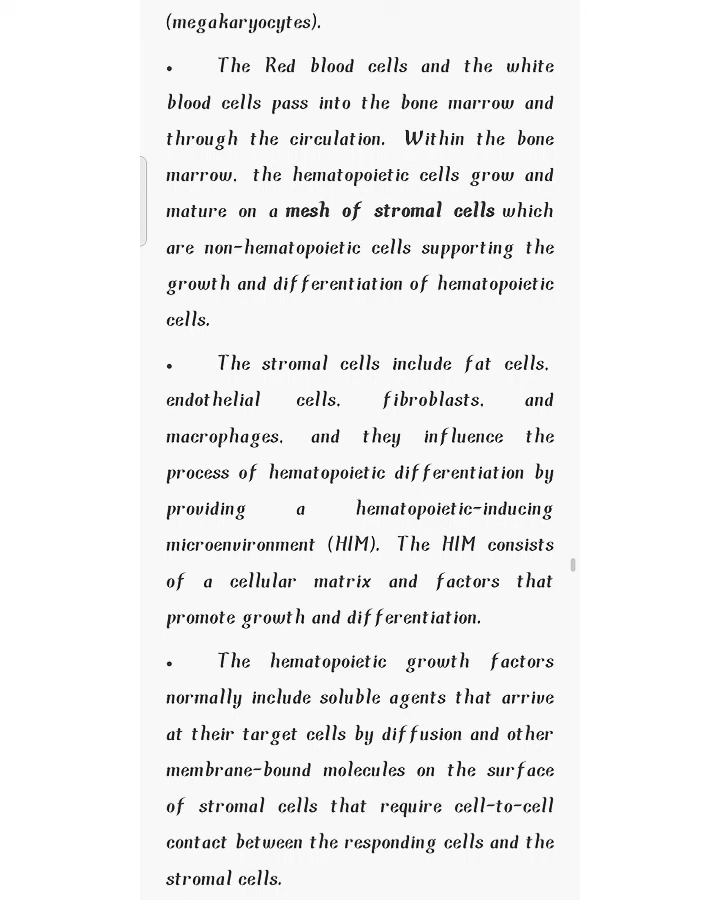 (megakaryocytes).
• The Red blood cells and the white
blood cells pass into the bone marrow and
through the circulation. Within the bone
marrow, the hematopoietic cells grow and
mature on a mesh of stromal cells which
are non-hematopoietic cells supporting the
growth and differentiation of hematopoietic
cells.
• The stromal cells include fat cells,
endothelial cells, fibroblasts, and
macrophages, and they influence the
process of hematopoietic differentiation by
providing a hematopoietic-inducing
microenvironment (HIM). The HIM consists
of a cellular matrix and factors that
promote growth and differentiation.
• The hematopoietic growth factors
normally include soluble agents that arrive
at their target cells by diffusion and other
membrane-bound molecules on the surface
of stromal cells that require cell-to-cell
contact between the responding cells and the
stromal cells.